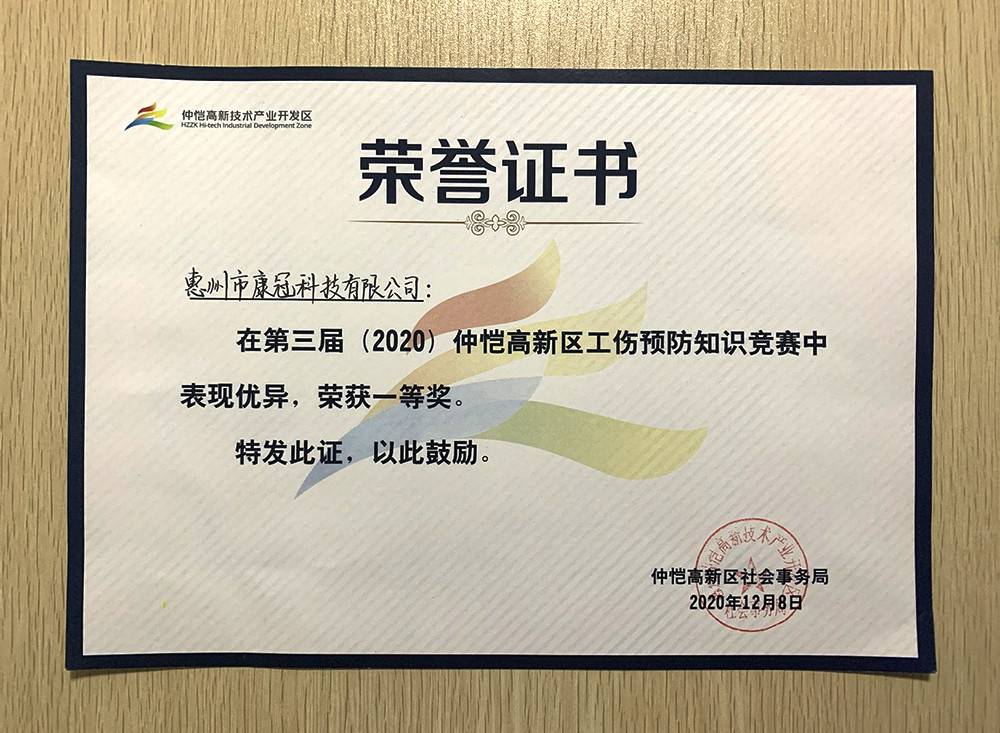 仲恺高新技术产业开发区
HZZK Hi-tech Industrial Development Zone
荣誉证书
惠州市康冠科技有限公司：
在第三届（2020）仲恺高新区工伤预防知识竞赛中
表现优异，荣获一等奖。
特发此证，以此鼓励。
仲恺高新区社会事务局
2020年12月8日